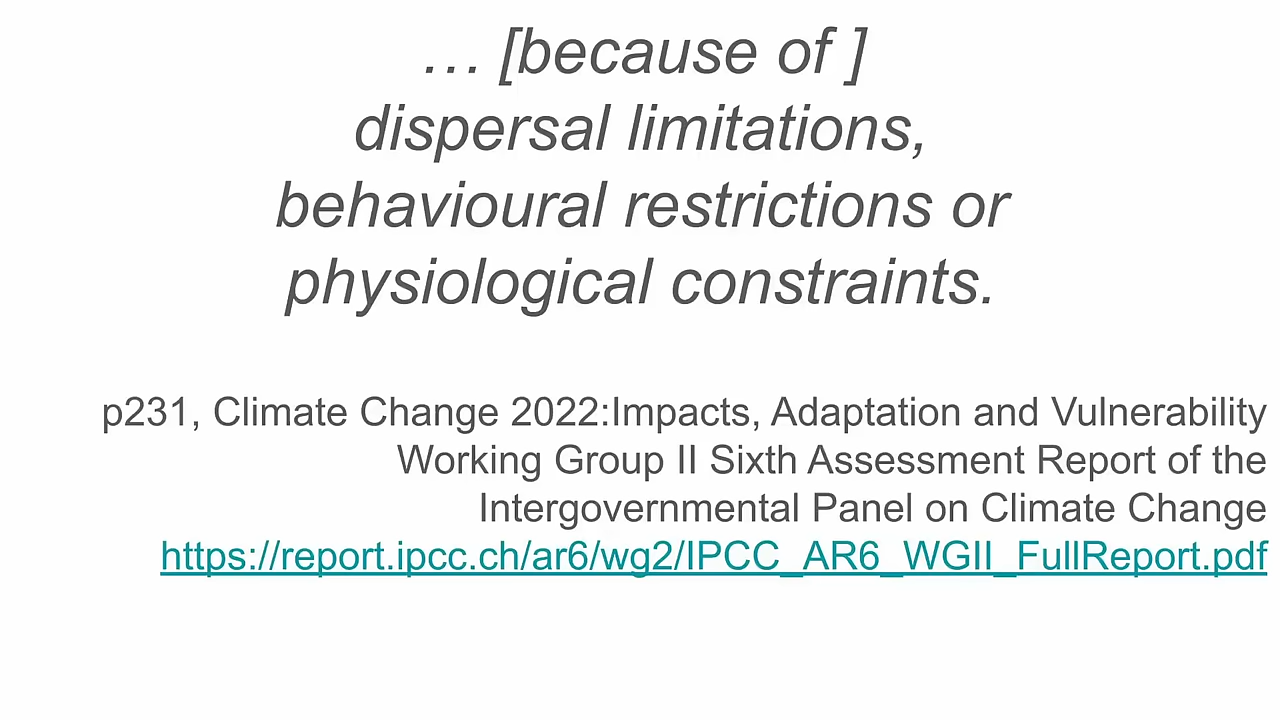 … [because of ]
dispersal limitations,
behavioural restrictions or
physiological constraints.
p231, Climate Change 2022:Impacts, Adaptation and Vulnerability
Working Group II Sixth Assessment Report of the
Intergovernmental Panel on Climate Change
https://report.ipcc.ch/ar6/wg2/IPCC_AR6_WGII_FullReport.pdf